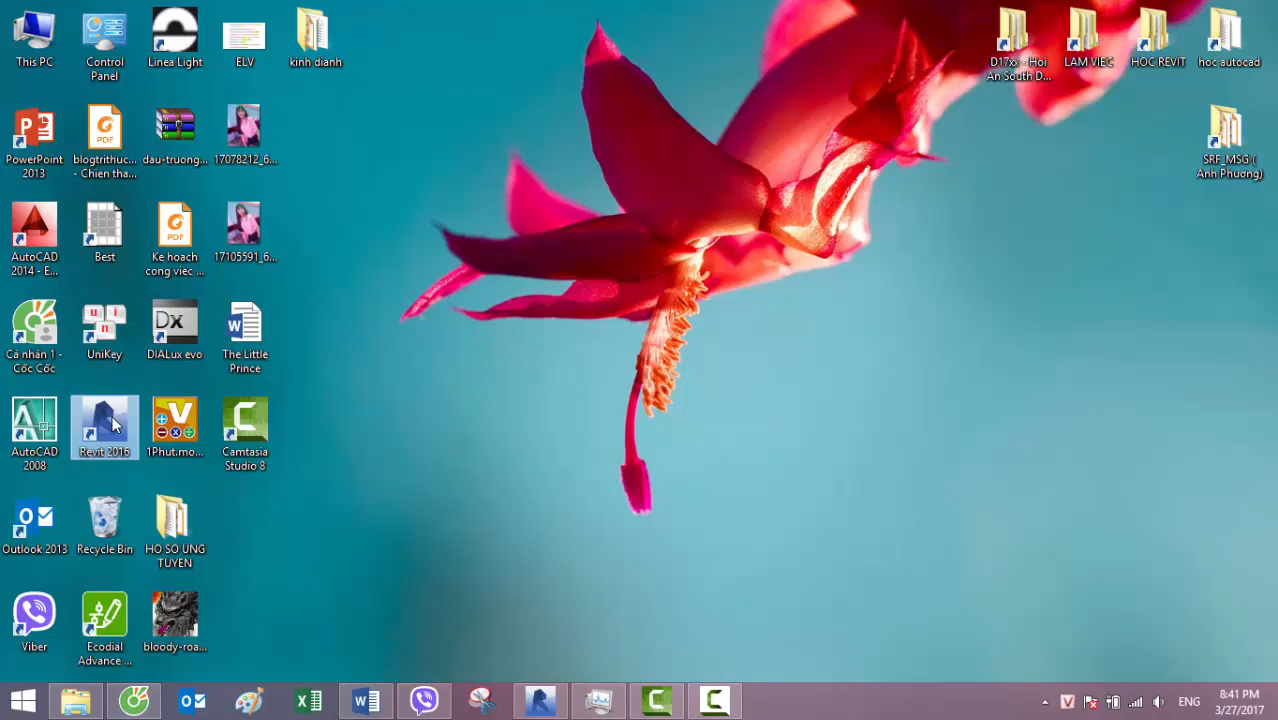 This PC
Control
Panel
Linea Light
ELV
kinh dianh
D17xx - Hoi
An South D...
LAM VIEC
HOC REVIT
hoc autocad
PowerPoint
2013
PDF
blogtrithuc...
- Chien tha...
dau-truong...
17078212_6...
SRF_MSG (
Anh Phuong)
AutoCAD
2014 - E...
Best
PDF
Ke hoach
cong viec ...
17105591_6...
Cá nhân 1 -
Cốc Cốc
u i
n
UniKey
Dx
DIALux evo
The Little
Prince
AutoCAD
2008
Revit 2016
V
1Phut.mo...
C
Camtasia
Studio 8
Outlook 2013
Recycle Bin
HO SO UNG
TUYEN
Viber
Ecodial
Advance ...
bloody-roa...
V
ENG
8:41 PM
3/27/2017